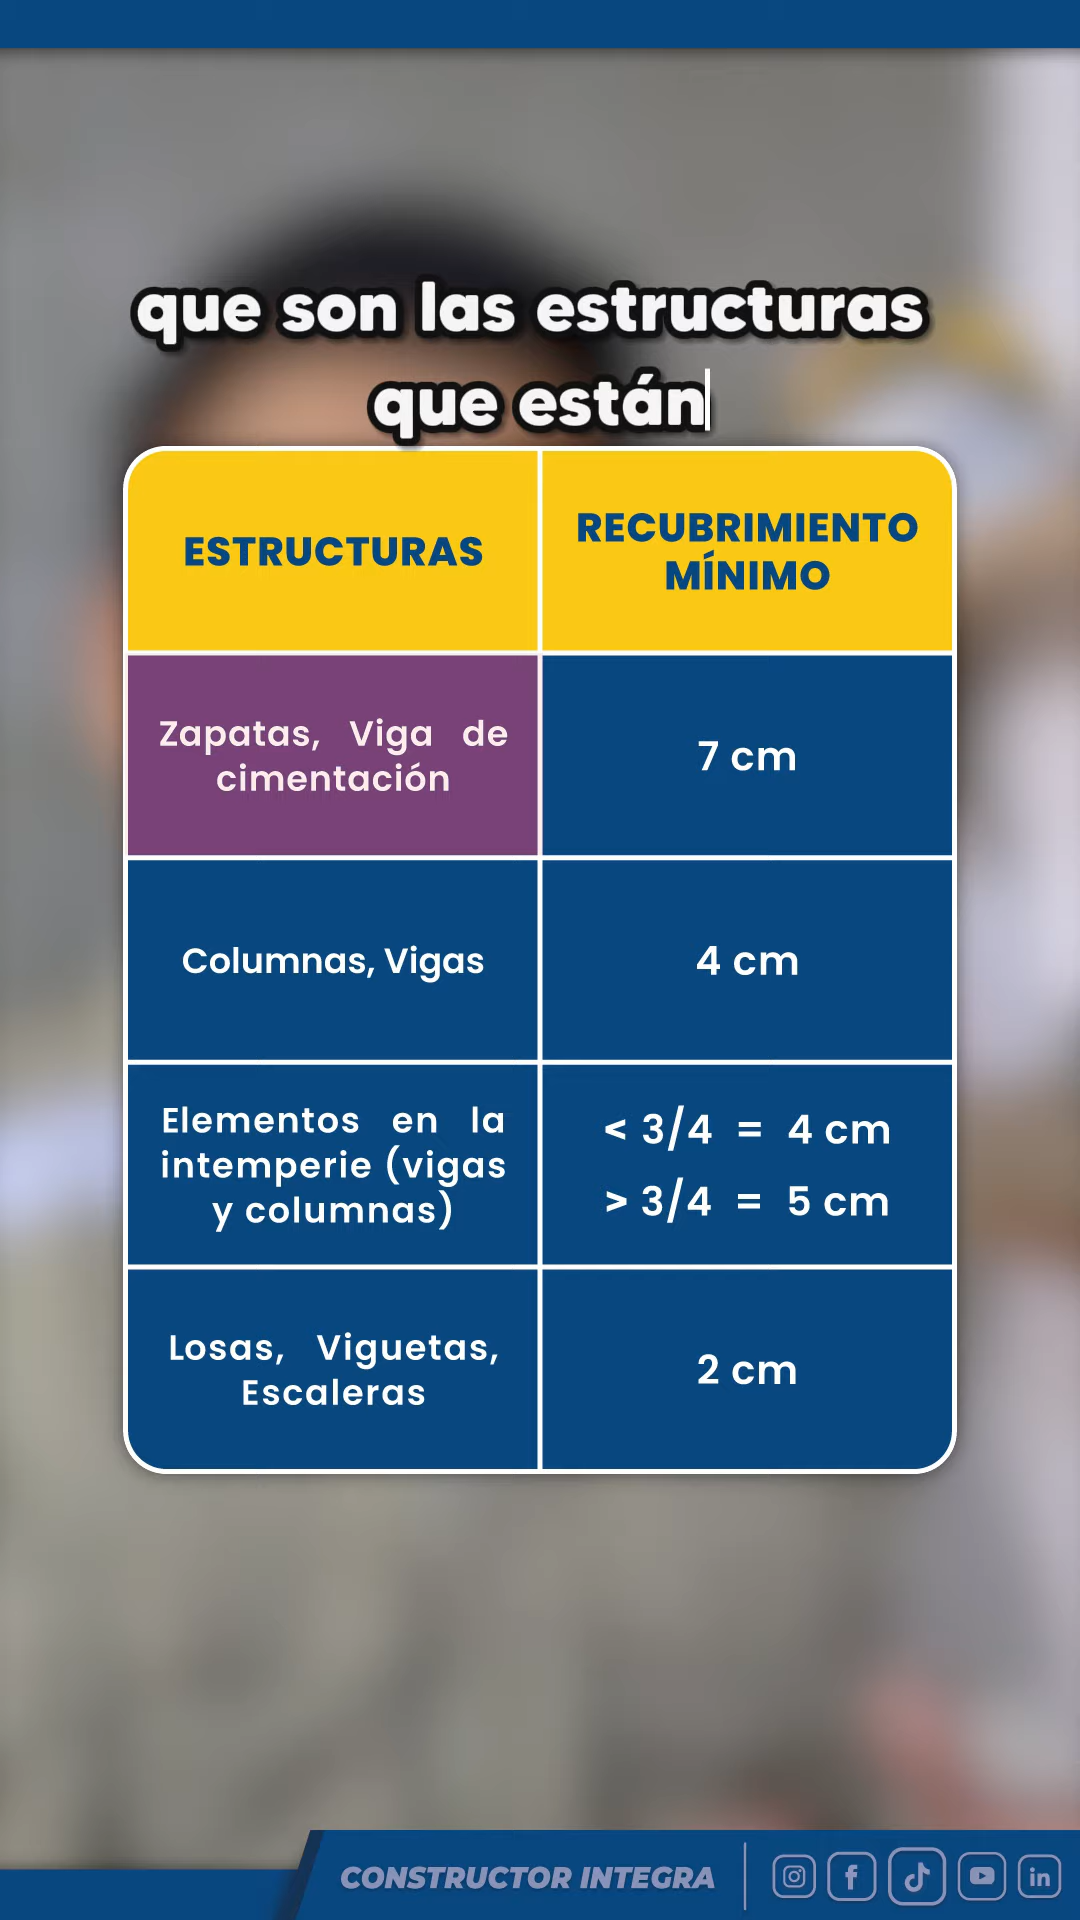 que son las estructuras
que están
ESTRUCTURAS
RECUBRIMIENTO
MÍNIMO
Zapatas, Viga de
cimentación
7 cm
Columnas, Vigas
4 cm
Elementos en la
intemperie (vigas
y columnas)
< 3/4 = 4 cm
> 3/4 = 5 cm
Losas, Viguetas,
Escaleras
2 cm
CONSTRUCTOR INTEGRA